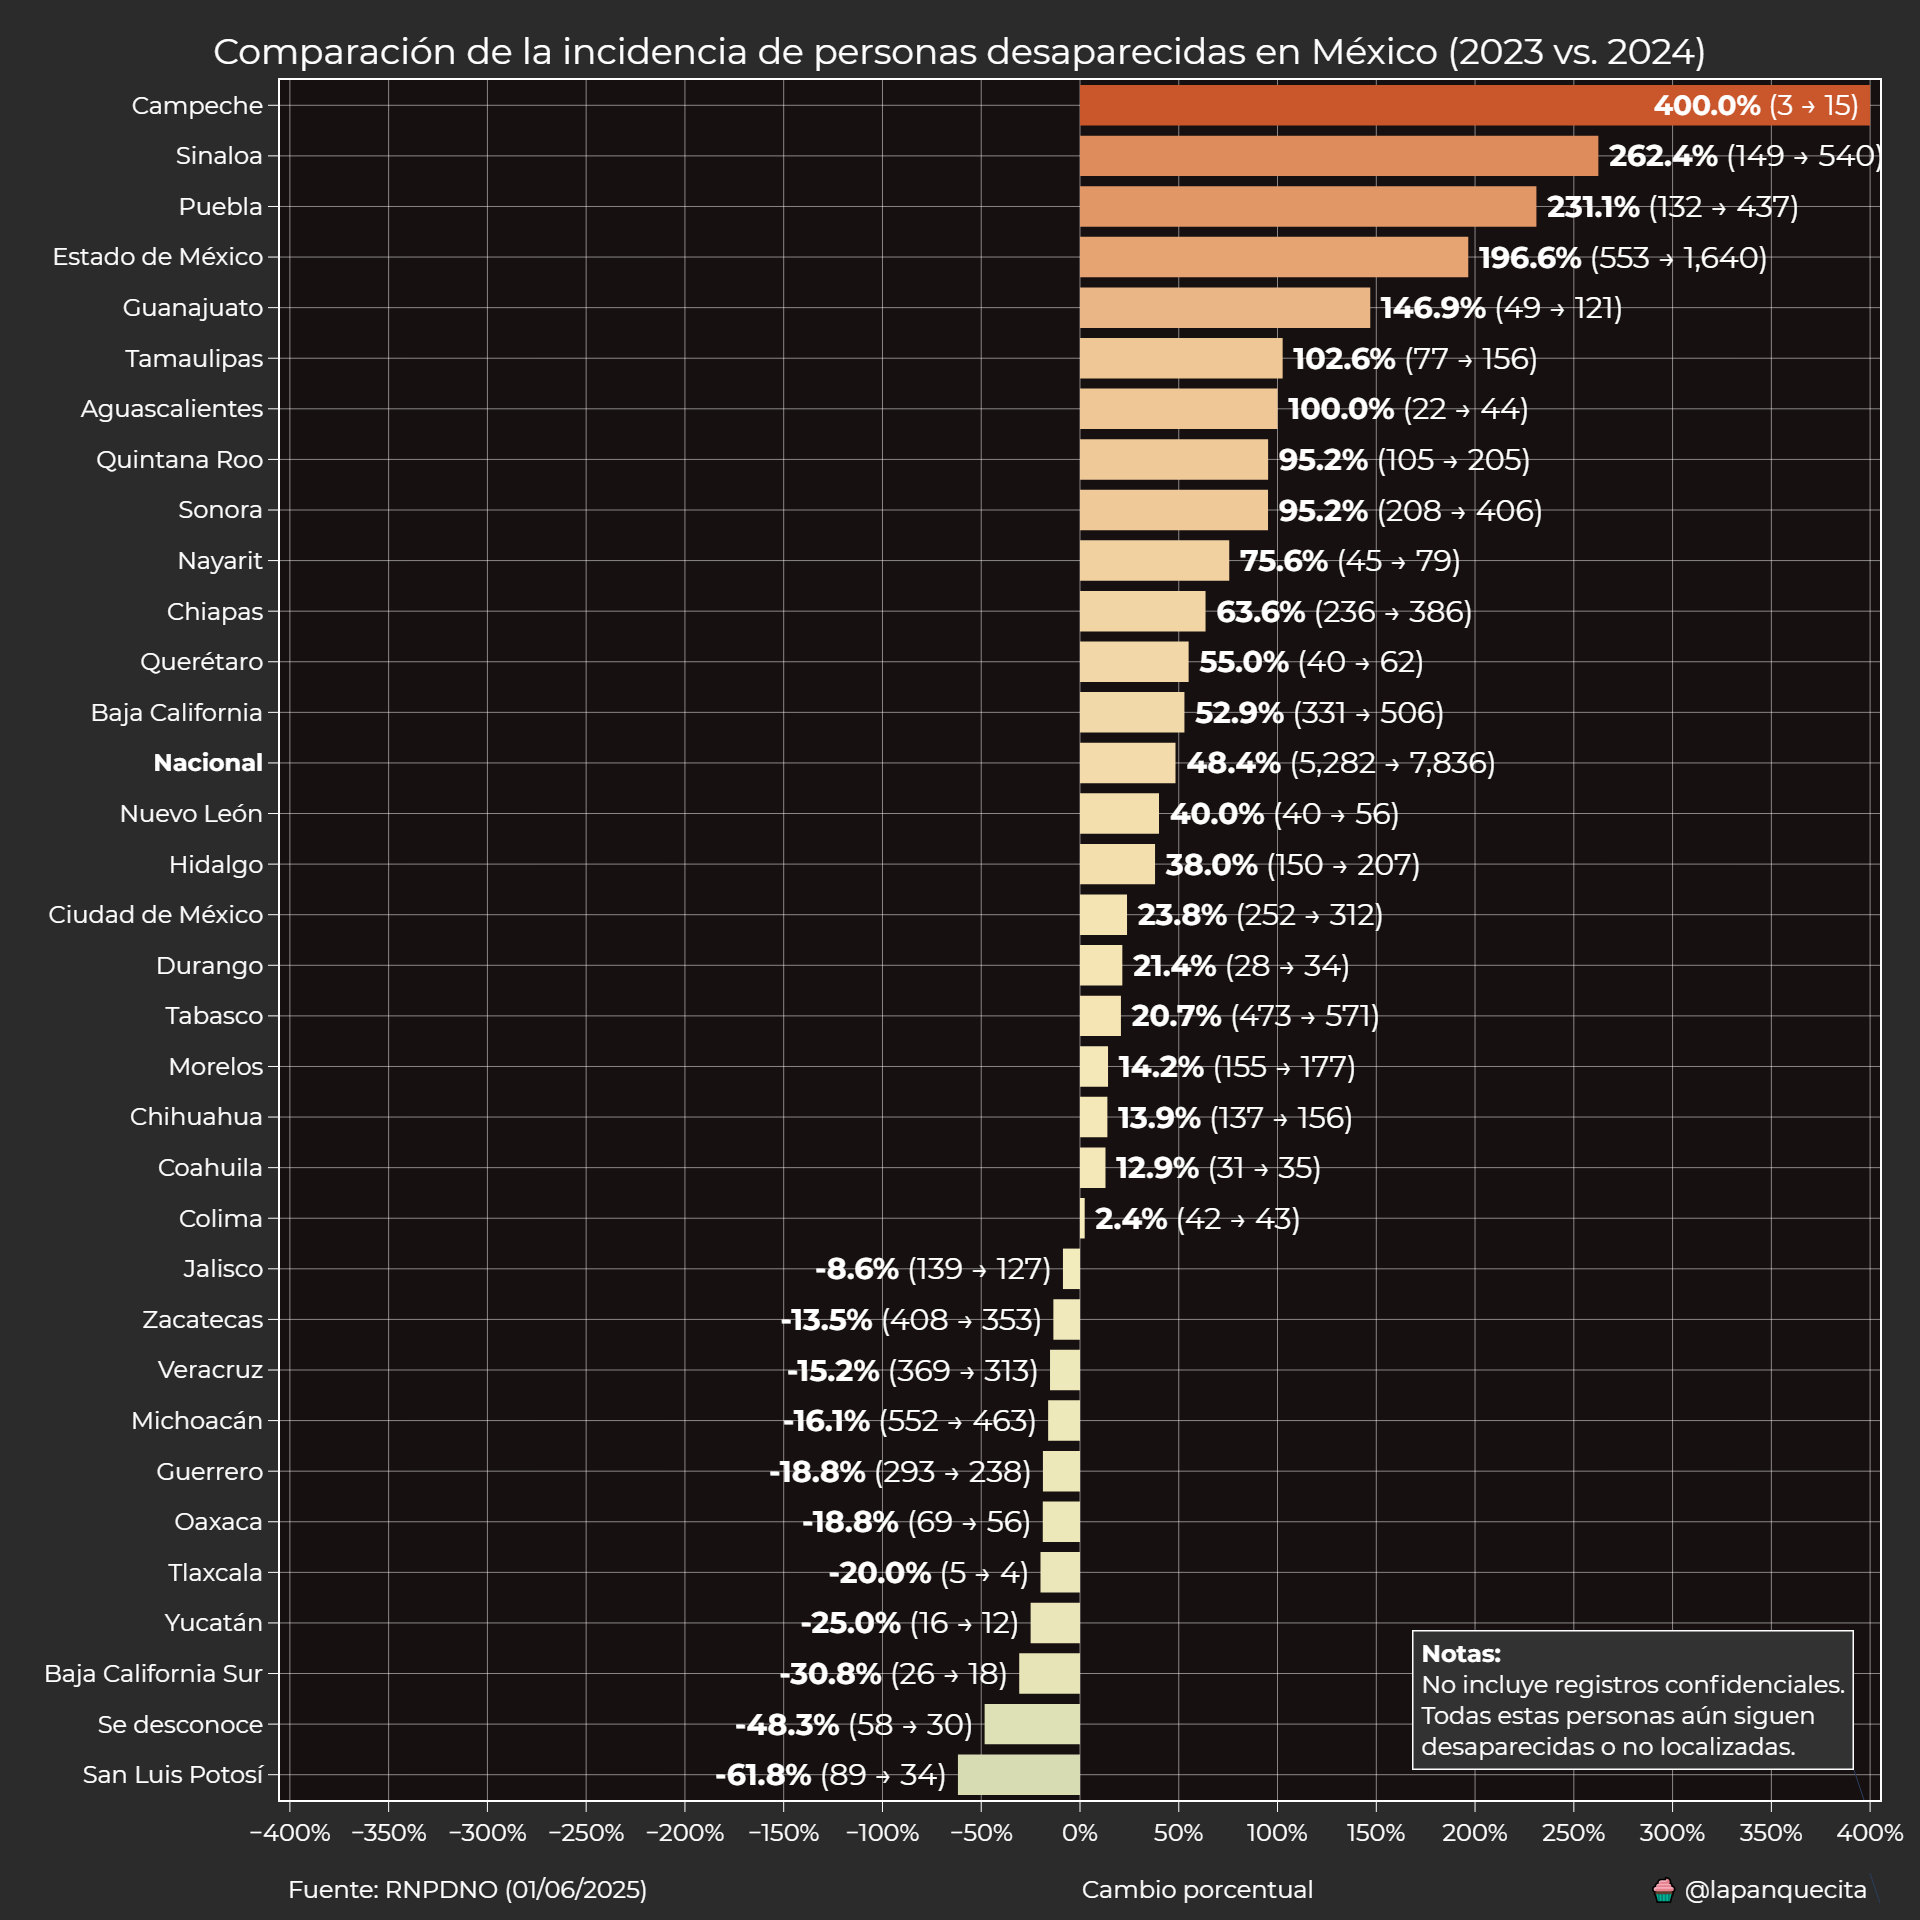 Comparación de la incidencia de personas desaparecidas en México (2023 vs. 2024)
Campeche 400.0% (3 → 15)
Sinaloa 262.4% (149 → 540)
Puebla 231.1% (132 → 437)
Estado de México 196.6% (553 → 1,640)
Guanajuato 146.9% (49 → 121)
Tamaulipas 102.6% (77 → 156)
Aguascalientes 100.0% (22 → 44)
Quintana Roo 95.2% (105 → 205)
Sonora 95.2% (208 → 406)
Nayarit 75.6% (45 → 79)
Chiapas 63.6% (236 → 386)
Querétaro 55.0% (40 → 62)
Baja California 52.9% (331 → 506)
Nacional 48.4% (5,282 → 7,836)
Nuevo León 40.0% (40 → 56)
Hidalgo 38.0% (150 → 207)
Ciudad de México 23.8% (252 → 312)
Durango 21.4% (28 → 34)
Tabasco 20.7% (473 → 571)
Morelos 14.2% (155 → 177)
Chihuahua 13.9% (137 → 156)
Coahuila 12.9% (31 → 35)
Colima 2.4% (42 → 43)
Jalisco -8.6% (139 → 127)
Zacatecas -13.5% (408 → 353)
Veracruz -15.2% (369 → 313)
Michoacán -16.1% (552 → 463)
Guerrero -18.8% (293 → 238)
Oaxaca -18.8% (69 → 56)
Tlaxcala -20.0% (5 → 4)
Yucatán -25.0% (16 → 12)
Baja California Sur -30.8% (26 → 18)
Se desconoce -48.3% (58 → 30)
San Luis Potosí -61.8% (89 → 34)
Notas:
No incluye registros confidenciales.
Todas estas personas aún siguen
desaparecidas o no localizadas.
−400% −350% −300% −250% −200% −150% −100% −50% 0% 50% 100% 150% 200% 250% 300% 350% 400%
Fuente: RNPDNO (01/06/2025) Cambio porcentual @lapanquecita